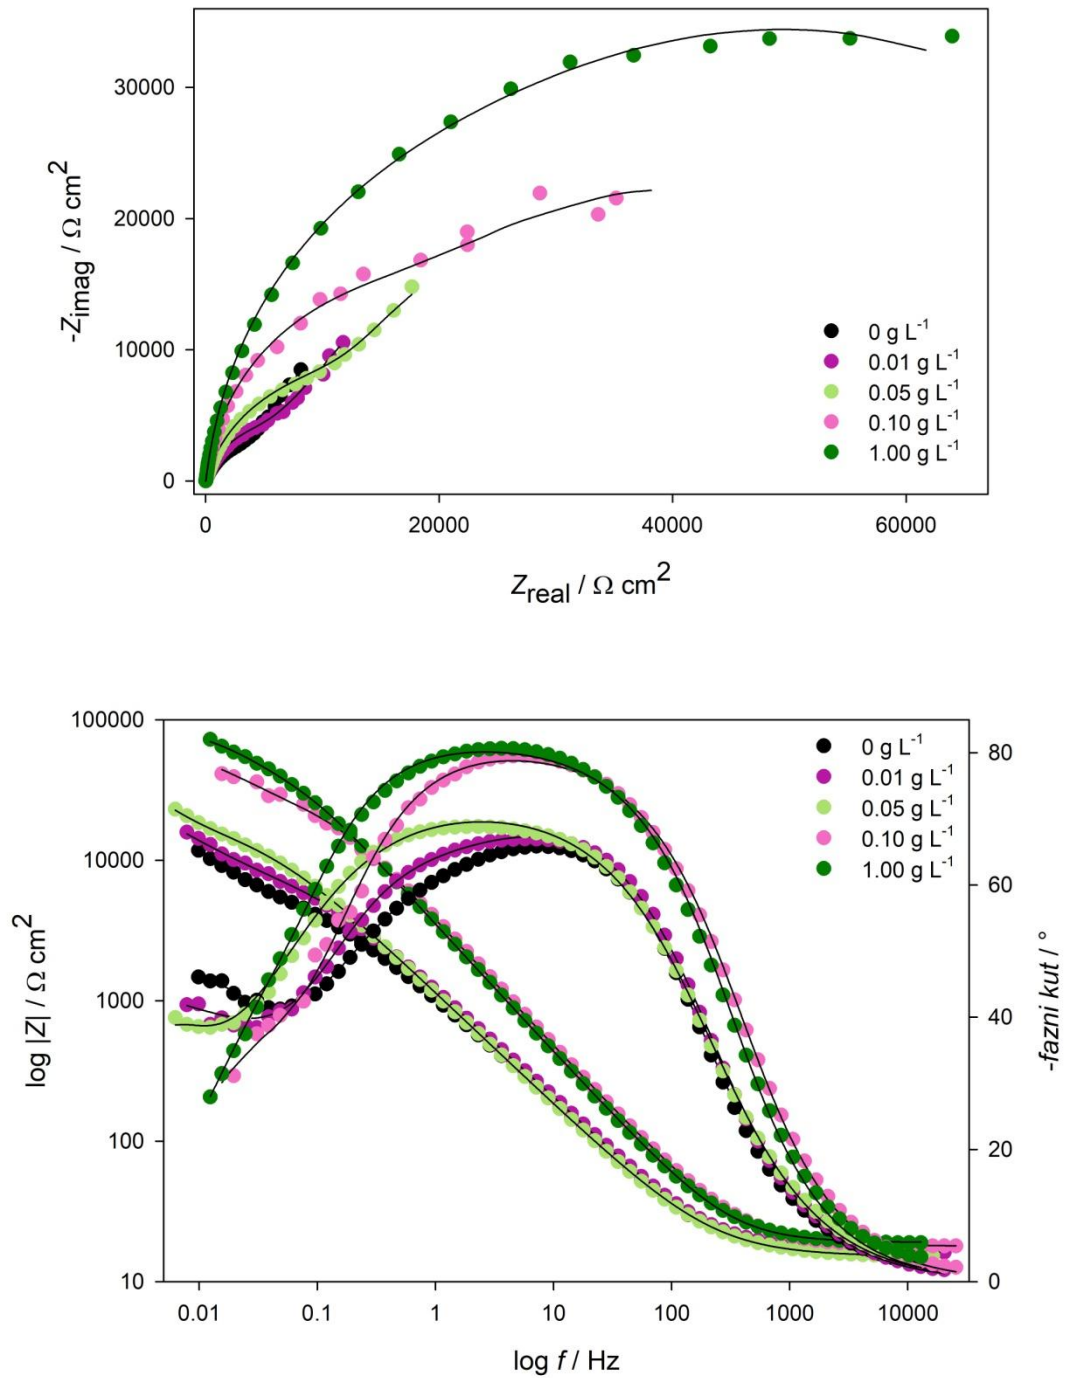 30000
20000
10000
0
-Zimag / Ω cm2
0 g L-1
0.01 g L-1
0.05 g L-1
0.10 g L-1
1.00 g L-1
0 20000 40000 60000
Zreal / Ω cm2
100000
10000
1000
100
10
log |Z| / Ω cm2
0 g L-1
0.01 g L-1
0.05 g L-1
0.10 g L-1
1.00 g L-1
80
60
40
20
0
-fazni kut / °
0.01 0.1 1 10 100 1000 10000
log f / Hz